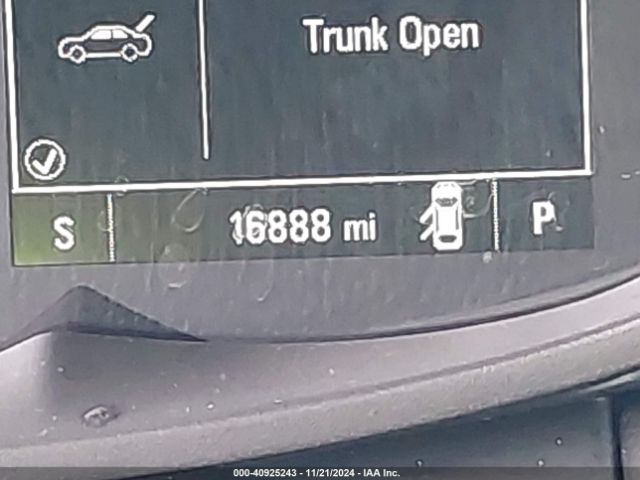 Trunk Open
S 16888 mi P
000-40925243 - 11/21/2024 - IAA Inc.